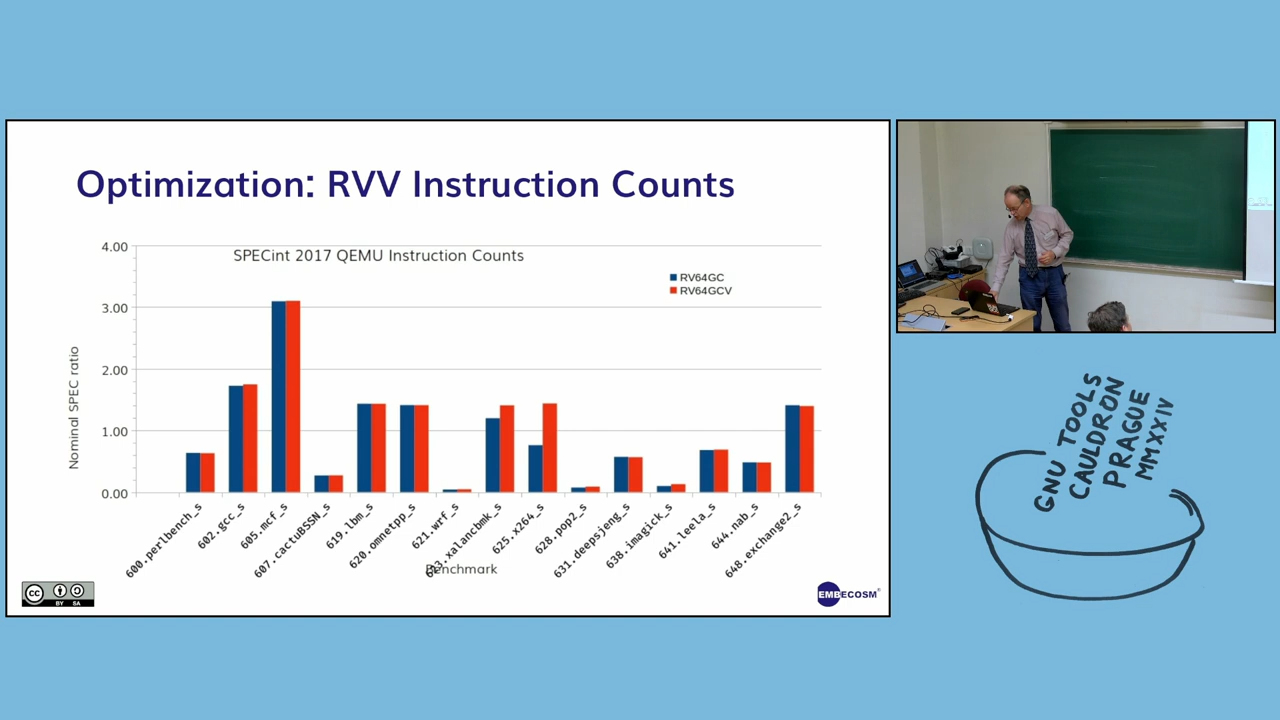 Optimization: RVV Instruction Counts
SPECint 2017 QEMU Instruction Counts
RV64GC
RV64GCV
Nominal SPEC ratio
4.00
3.00
2.00
1.00
0.00
600.perlbench_s
602.gcc_s
605.mcf_s
607.cactuBSSN_s
619.lbm_s
620.omnetpp_s
621.wrf_s
623.xalancbmk_s
625.x264_s
628.pop2_s
631.deepsjeng_s
638.imagick_s
641.leela_s
644.nab_s
648.exchange2_s
Benchmark
cc
BY SA
EMBECOSM®
GNU TOOLS
CAULDRON
PRAGUE
MMXXIV